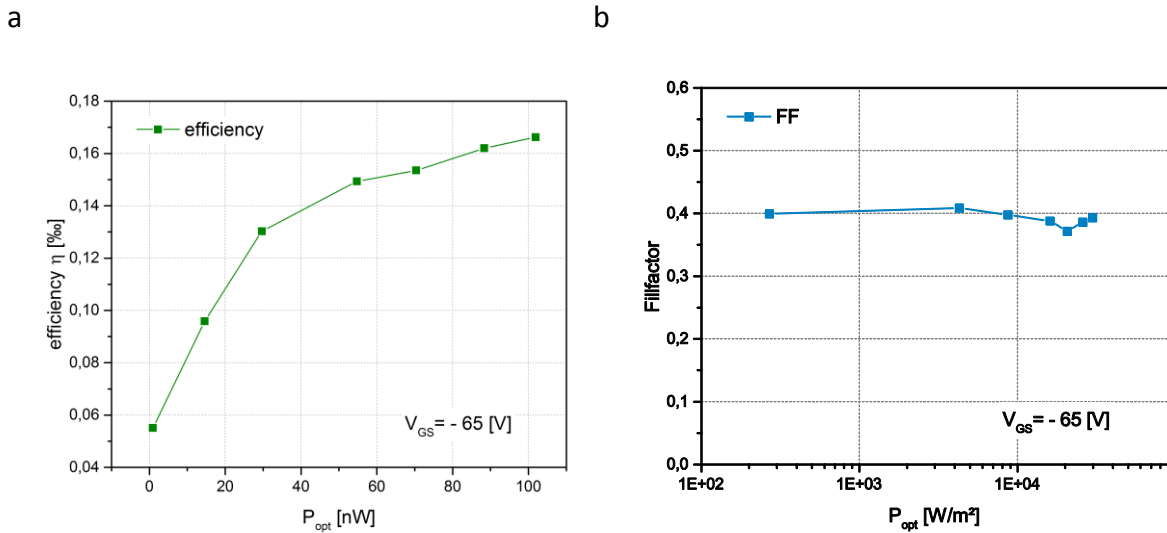 a
b
0,18
0,16
0,14
0,12
0,10
0,08
0,06
0,04
efficiency η [‰]
efficiency
V_GS= - 65 [V]
0 20 40 60 80 100
P_opt [nW]
0,6
0,5
0,4
0,3
0,2
0,1
0,0
Fillfactor
FF
V_GS= - 65 [V]
1E+02 1E+03 1E+04
P_opt [W/m²]